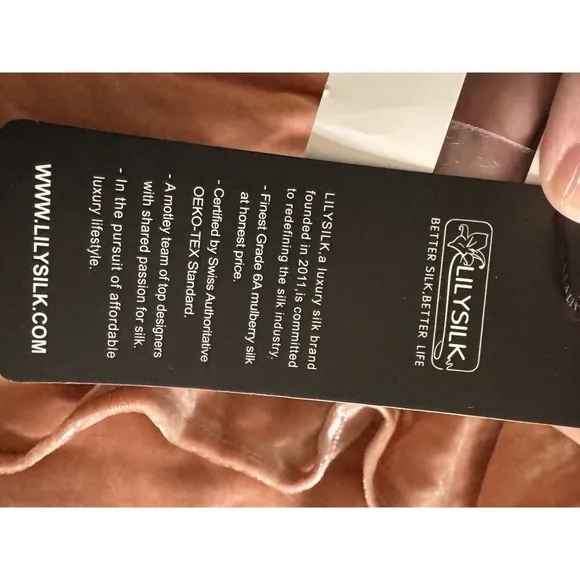 LILYSILK
BETTER SILK,BETTER LIFE
LILYSILK,a luxury silk brand
founded in 2011,is committed
to redefining the silk industry.
- Finest Grade 6A mulberry silk
at honest price.
- Certified by Swiss Authoritative
OEKO-TEX Standard.
- A motley team of top designers
with shared passion for silk.
- In the pursuit of affordable
luxury lifestyle.
WWW.LILYSILK.COM